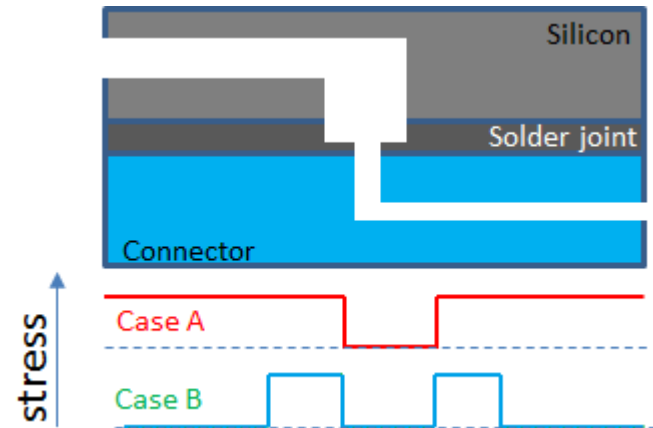 Silicon
Solder joint
Connector
stress
Case A
Case B